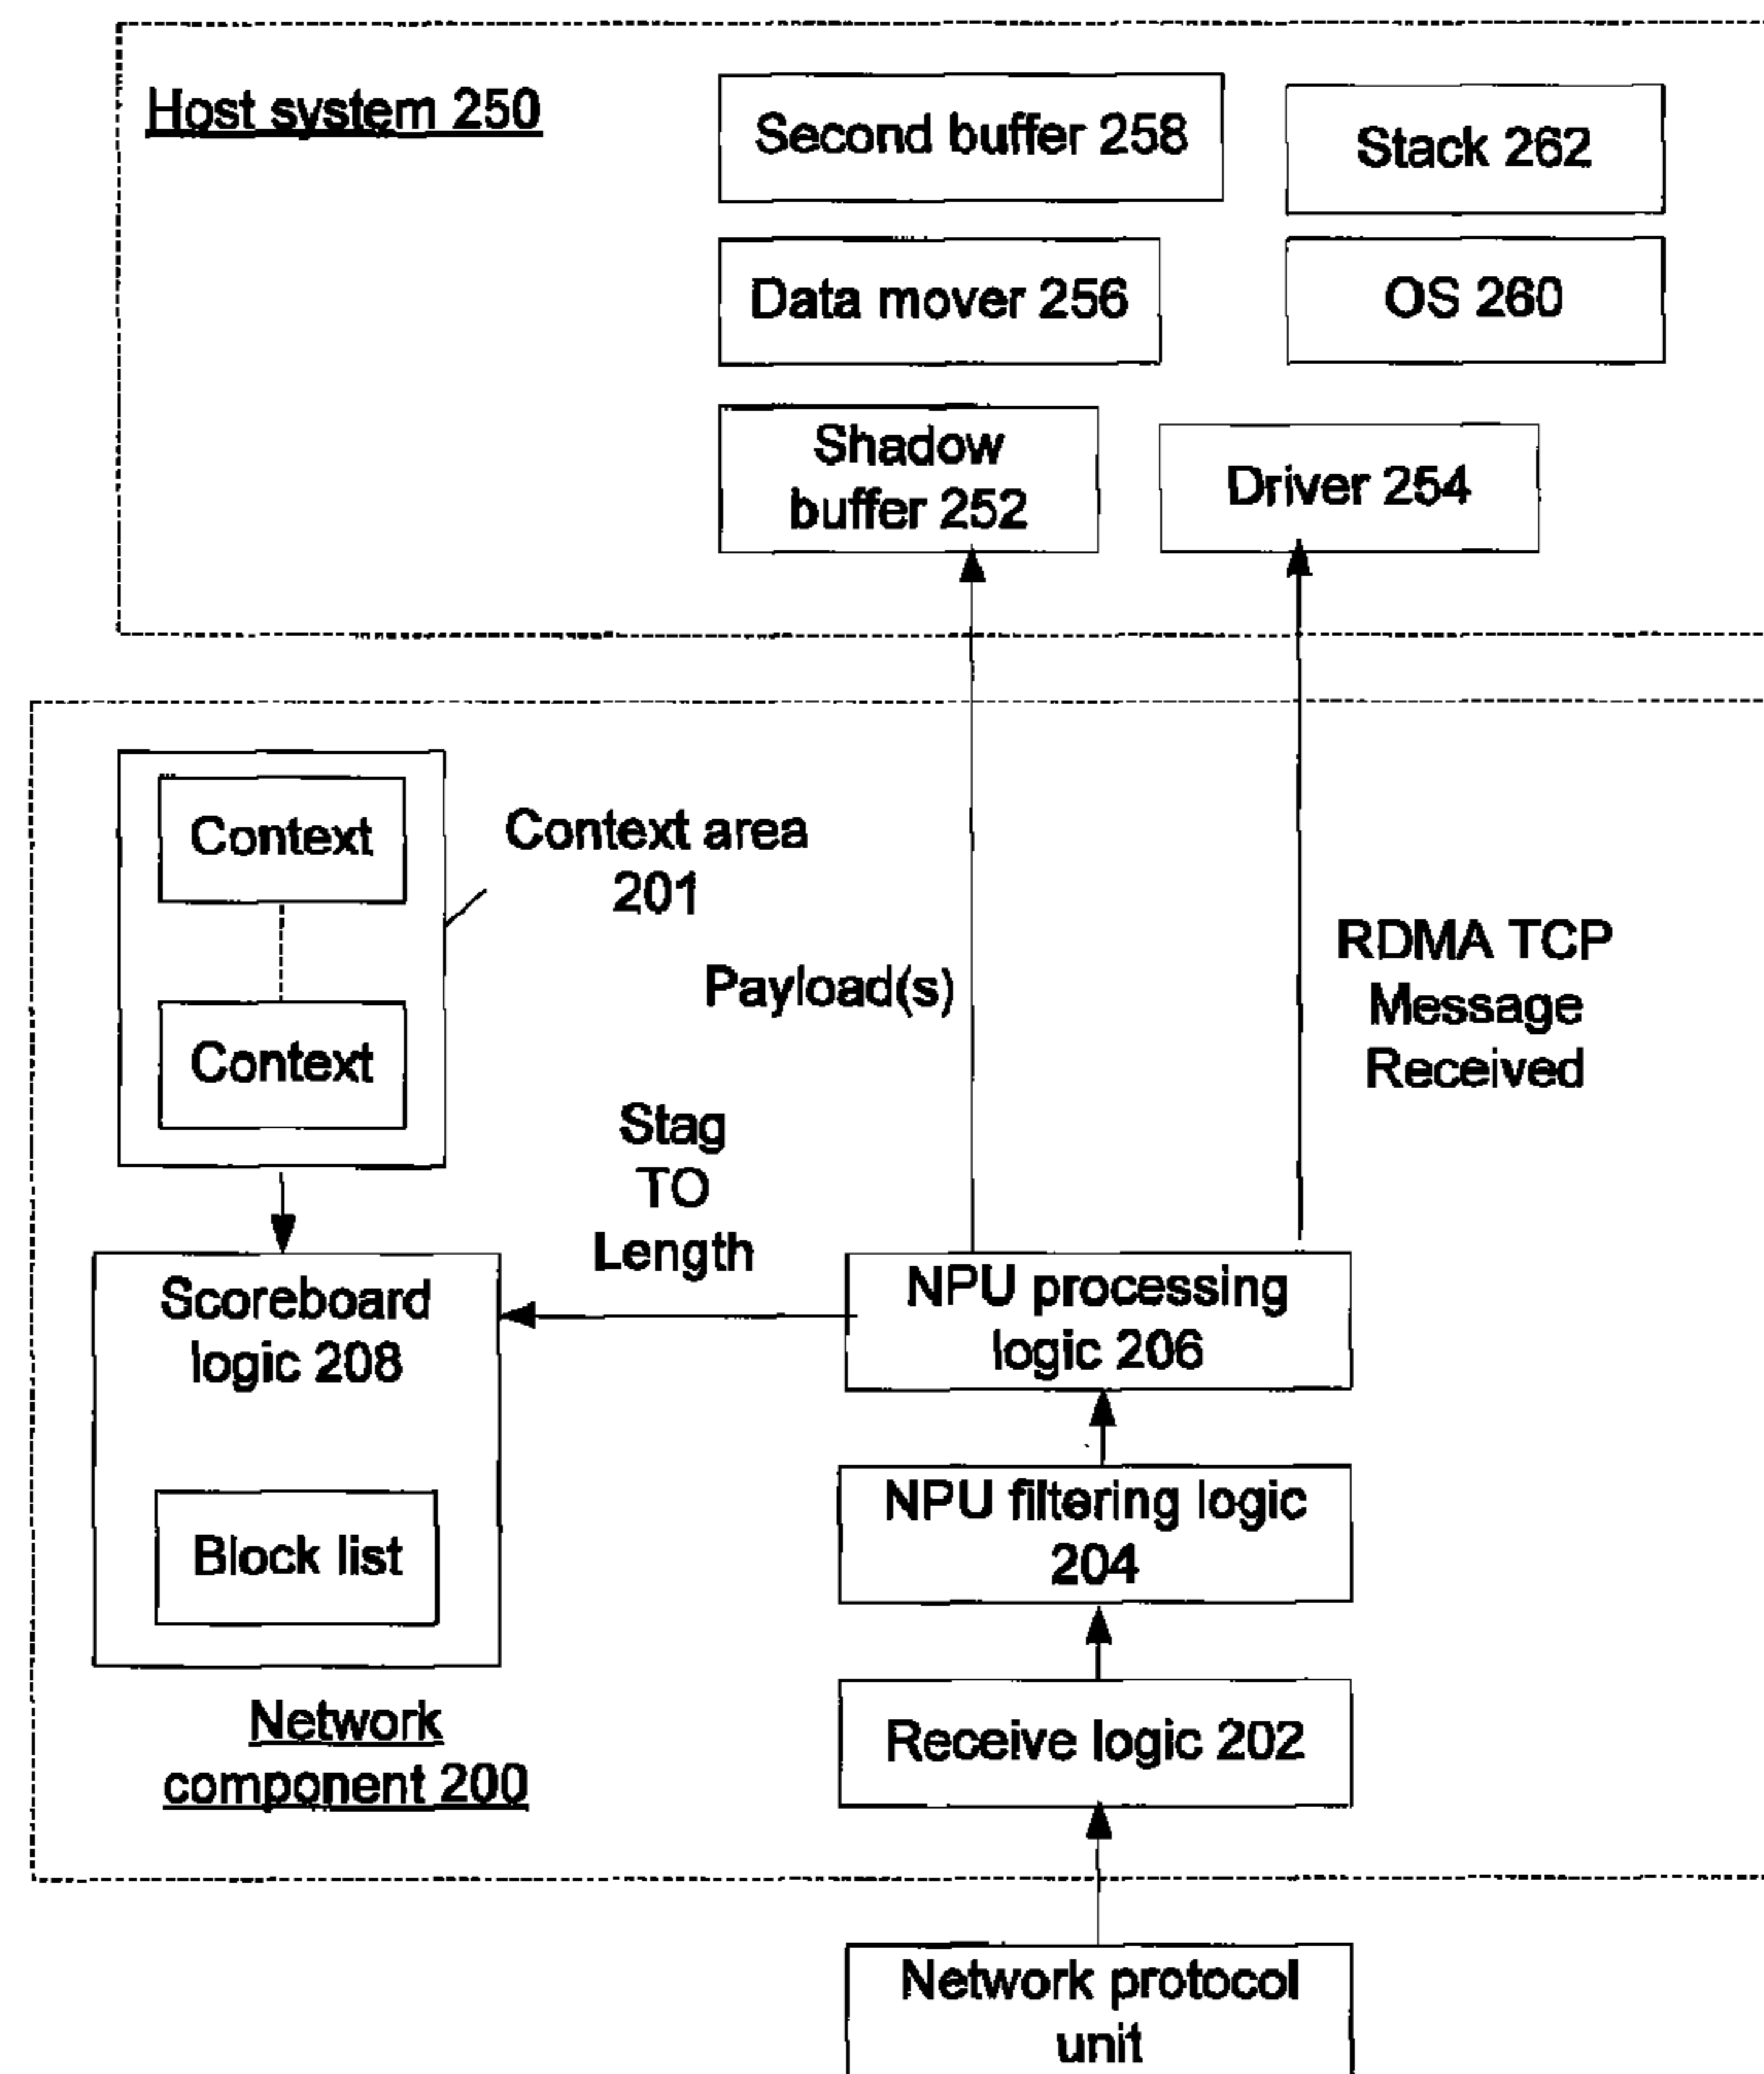 Host system 250
Second buffer 258
Stack 262
Data mover 256
OS 260
Shadow
buffer 252
Driver 254
Context
Context area
201
Context
Payload(s)
RDMA TCP
Message
Received
Stag
TO
Length
Scoreboard
logic 208
NPU processing
logic 206
Block list
NPU filtering logic
204
Network
component 200
Receive logic 202
Network protocol
unit